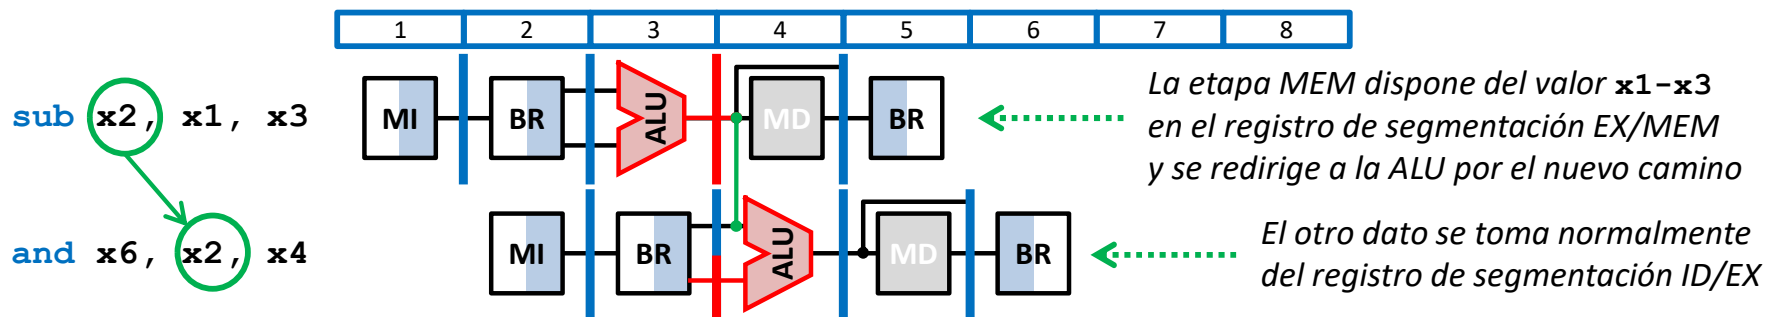 1 2 3 4 5 6 7 8
sub x2, x1, x3
MI BR ALU MD BR
La etapa MEM dispone del valor x1-x3
en el registro de segmentación EX/MEM
y se redirige a la ALU por el nuevo camino
and x6, x2, x4
MI BR ALU MD BR
El otro dato se toma normalmente
del registro de segmentación ID/EX